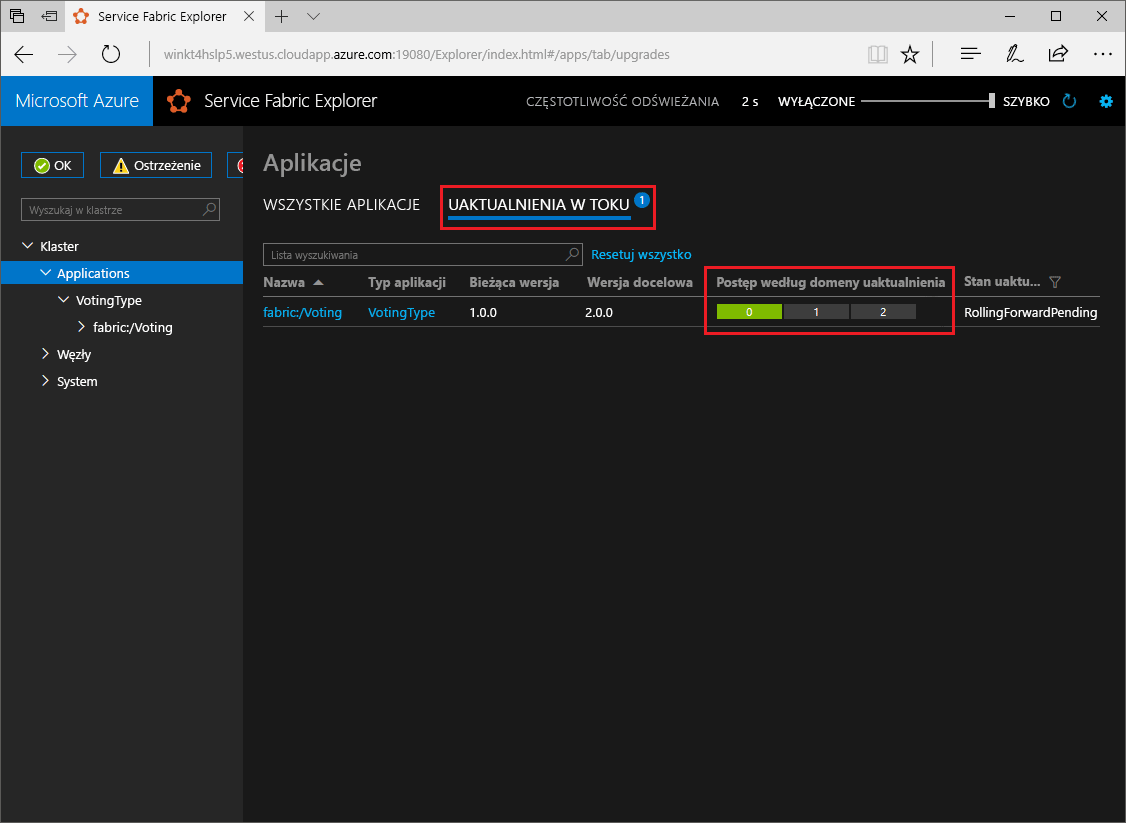 Service Fabric Explorer
winkt4hslp5.westus.cloudapp.azure.com:19080/Explorer/index.html#/apps/tab/upgrades
Microsoft Azure
Service Fabric Explorer
CZĘSTOTLIWOŚĆ ODŚWIEŻANIA 2 s WYŁĄCZONE SZYBKO
OK
Ostrzeżenie
Wyszukaj w klastrze
Klaster
Applications
VotingType
fabric:/Voting
Węzły
System
Aplikacje
WSZYSTKIE APLIKACJE
UAKTUALNIENIA W TOKU 1
Lista wyszukiwania
Resetuj wszystko
Nazwa Typ aplikacji Bieżąca wersja Wersja docelowa Postęp według domeny uaktualnienia Stan uaktu...
fabric:/Voting VotingType 1.0.0 2.0.0 0 1 2 RollingForwardPending